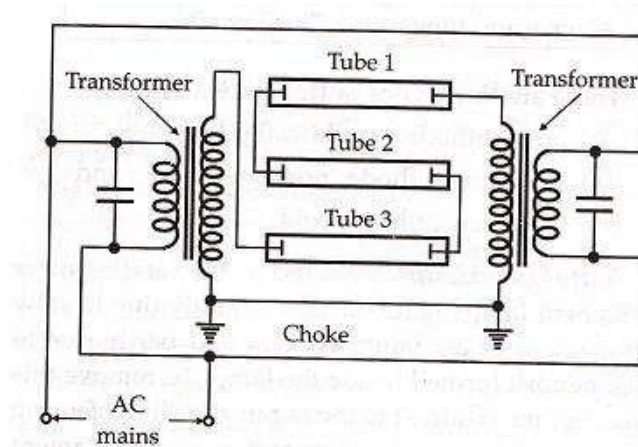 Tube 1
Transformer
Transformer
Tube 2
Tube 3
Choke
AC
mains